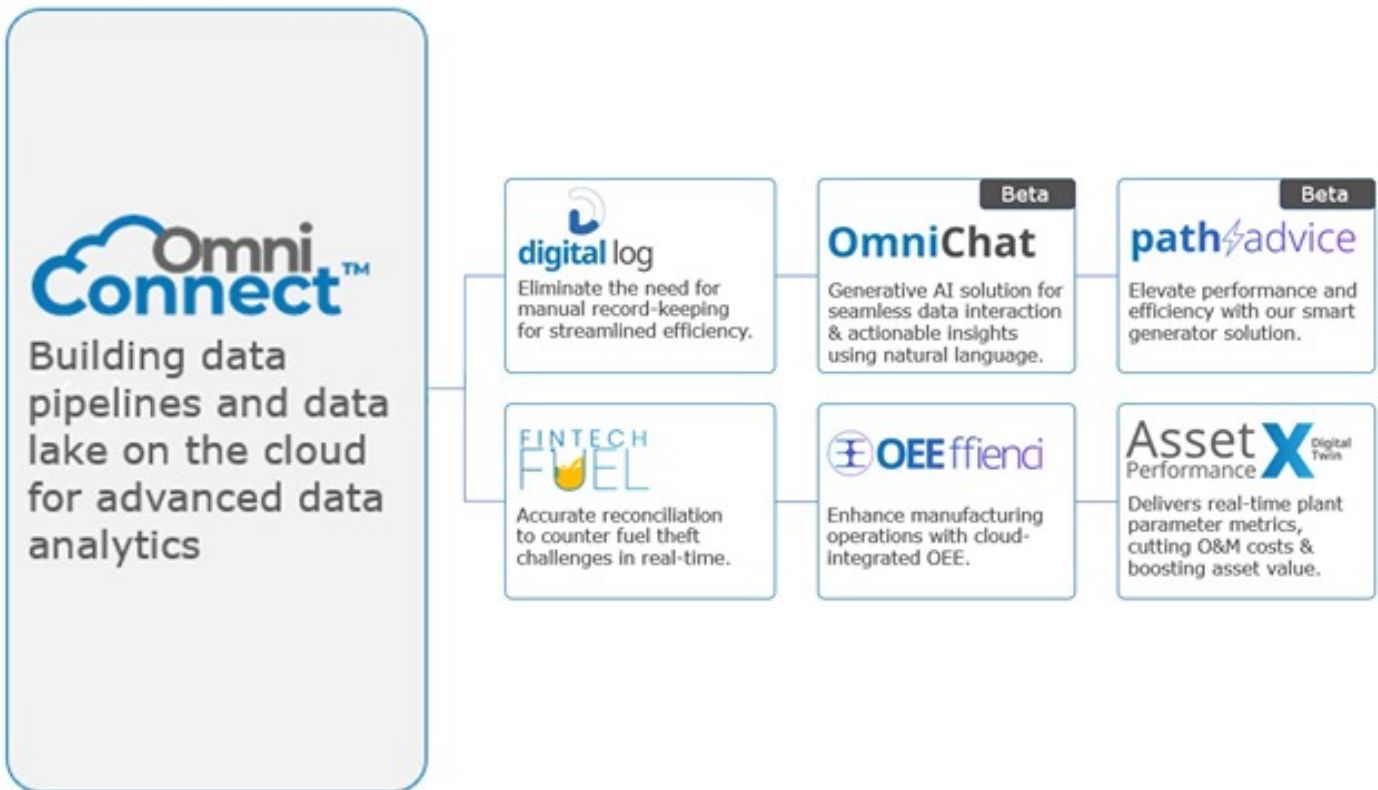 Omni
Connect™
Building data
pipelines and data
lake on the cloud
for advanced data
analytics
digital log
Eliminate the need for
manual record-keeping
for streamlined efficiency.
Beta
OmniChat
Generative AI solution for
seamless data interaction
& actionable insights
using natural language.
Beta
path advice
Elevate performance and
efficiency with our smart
generator solution.
FINTECH
FUEL
Accurate reconciliation
to counter fuel theft
challenges in real-time.
OEE ffienci
Enhance manufacturing
operations with cloud-
integrated OEE.
Asset
Performance
X
Digital
Twin
Delivers real-time plant
parameter metrics,
cutting O&M costs &
boosting asset value.